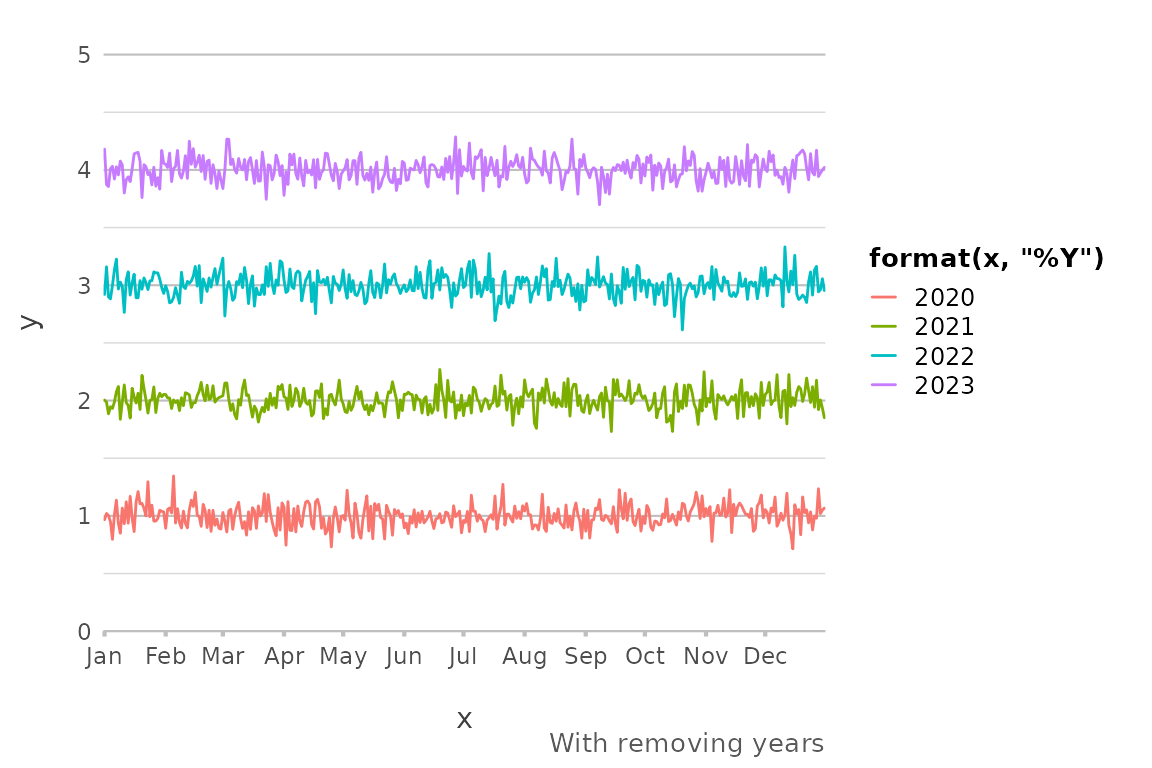 5
4
3
2
1
0
y
Jan Feb Mar Apr May Jun Jul Aug Sep Oct Nov Dec
x
With removing years
format(x, "%Y")
2020
2021
2022
2023